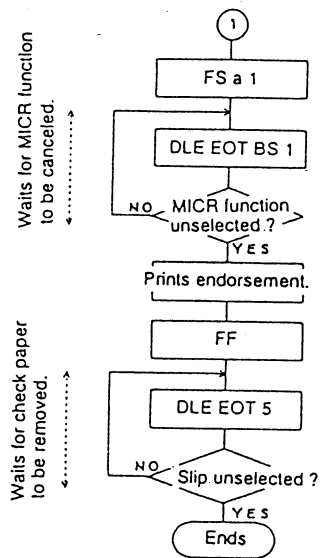 1
FS a 1
Waits for MICR function
to be canceled.
DLE EOT BS 1
NO
MICR function
unselected ?
YES
Prints endorsement.
FF
Waits for check paper
to be removed.
DLE EOT 5
NO
Slip unselected ?
YES
Ends